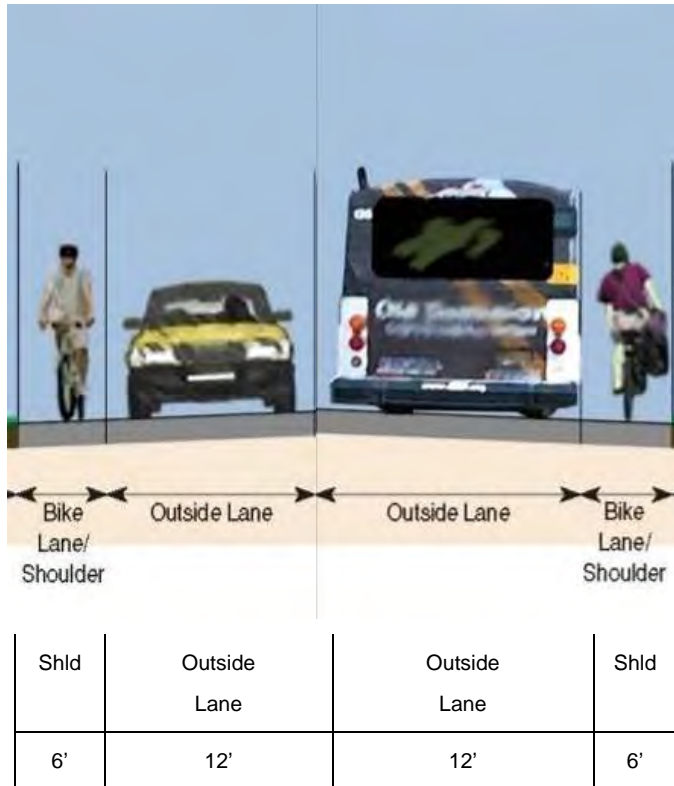 Bike
Lane/
Shoulder
Outside Lane
Outside Lane
Bike
Lane/
Shoulder
Shld
Outside
Lane
Outside
Lane
Shld
6’
12’
12’
6’